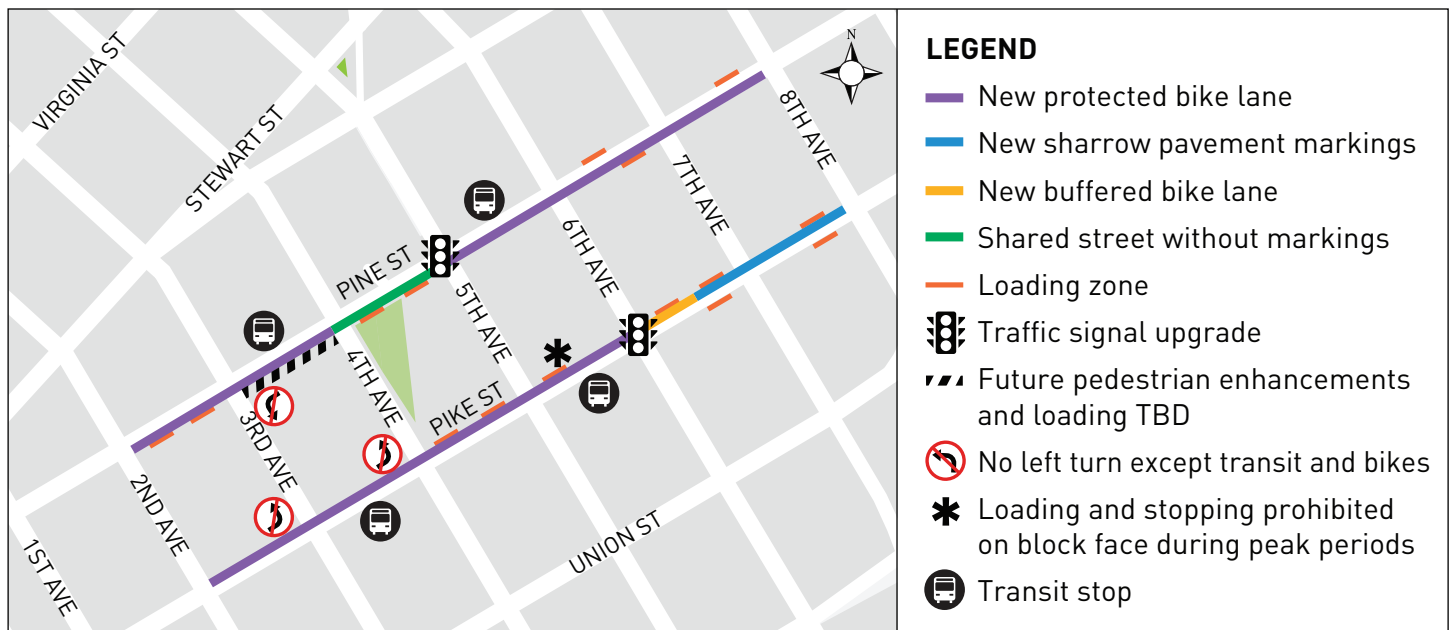 VIRGINIA ST
STEWART ST
N
8TH AVE
7TH AVE
6TH AVE
PINE ST
5TH AVE
4TH AVE
PIKE ST
3RD AVE
2ND AVE
UNION ST
1ST AVE
LEGEND
New protected bike lane
New sharrow pavement markings
New buffered bike lane
Shared street without markings
Loading zone
Traffic signal upgrade
Future pedestrian enhancements
and loading TBD
No left turn except transit and bikes
Loading and stopping prohibited
on block face during peak periods
Transit stop